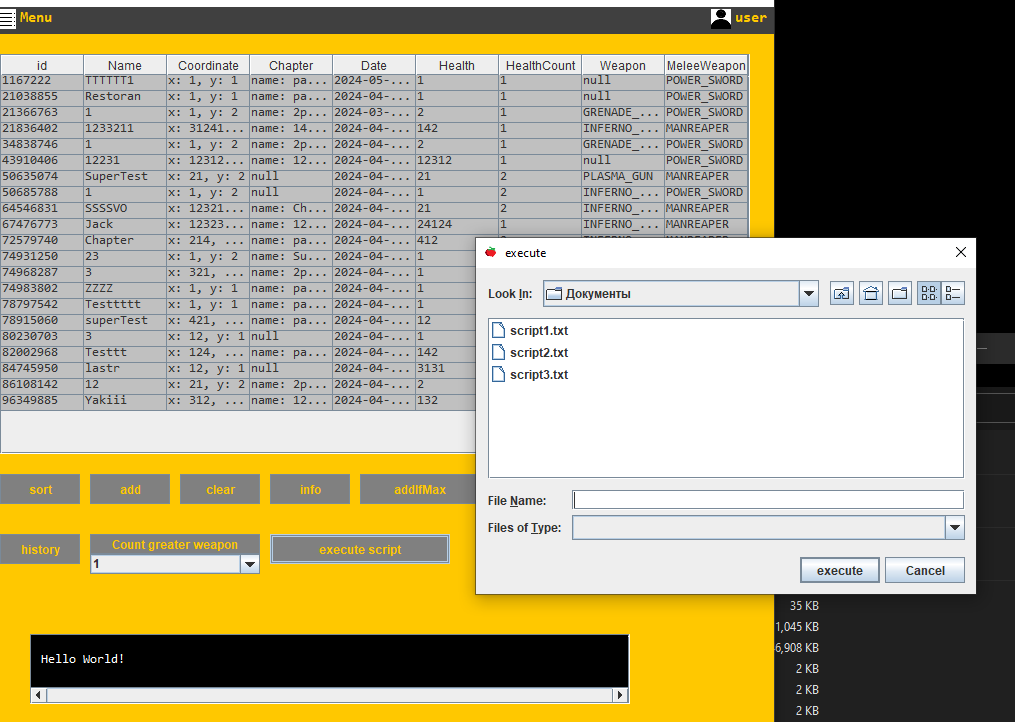 Menu
user
id Name Coordinate Chapter Date Health HealthCount Weapon MeleeWeapon
1167222 TTTTTT1 x: 1, y: 1 name: pa... 2024-05-... 1 1 null POWER_SWORD
21038855 Restoran x: 1, y: 1 name: pa... 2024-04-... 1 1 null POWER_SWORD
21366763 1 x: 1, y: 2 name: 2p... 2024-03-... 2 1 GRENADE_... POWER_SWORD
21836402 1233211 x: 31241... name: 14... 2024-04-... 142 1 INFERNO_... MANREAPER
34838746 1 x: 1, y: 2 name: 2p... 2024-04-... 2 1 GRENADE_... POWER_SWORD
43910406 12231 x: 12312... name: 12... 2024-04-... 12312 1 null POWER_SWORD
50635074 SuperTest x: 21, y: 2 null 2024-04-... 21 2 PLASMA_GUN MANREAPER
50685788 1 x: 1, y: 2 null 2024-04-... 1 2 INFERNO_... POWER_SWORD
64546831 SSSSVO x: 12321... name: Ch... 2024-04-... 21 2 INFERNO_... MANREAPER
67476773 Jack x: 12323... name: 12... 2024-04-... 24124 1 INFERNO_... MANREAPER
72579740 Chapter x: 214, ... name: pa... 2024-04-... 412
74931250 23 x: 1, y: 2 name: Su... 2024-04-... 1
74968287 3 x: 321, ... name: 2p... 2024-04-... 1
74983802 ZZZZ x: 1, y: 1 name: pa... 2024-04-... 1
78797542 Testtttt x: 1, y: 1 name: pa... 2024-04-... 1
78915060 superTest x: 421, ... name: pa... 2024-04-... 12
80230703 3 x: 12, y: 1 null 2024-04-... 1
82002968 Testtt x: 124, ... name: pa... 2024-04-... 142
84745950 lastr x: 12, y: 1 null 2024-04-... 3131
86108142 12 x: 21, y: 2 name: 2p... 2024-04-... 2
96349885 Yakiii x: 312, ... name: 12... 2024-04-... 132
sort add clear info addIfMax
history Count greater weapon execute script
1
Hello World!
execute
Look In: Документы
script1.txt
script2.txt
script3.txt
File Name:
Files of Type:
execute Cancel
35 KB
1,045 KB
6,908 KB
2 KB
2 KB
2 KB